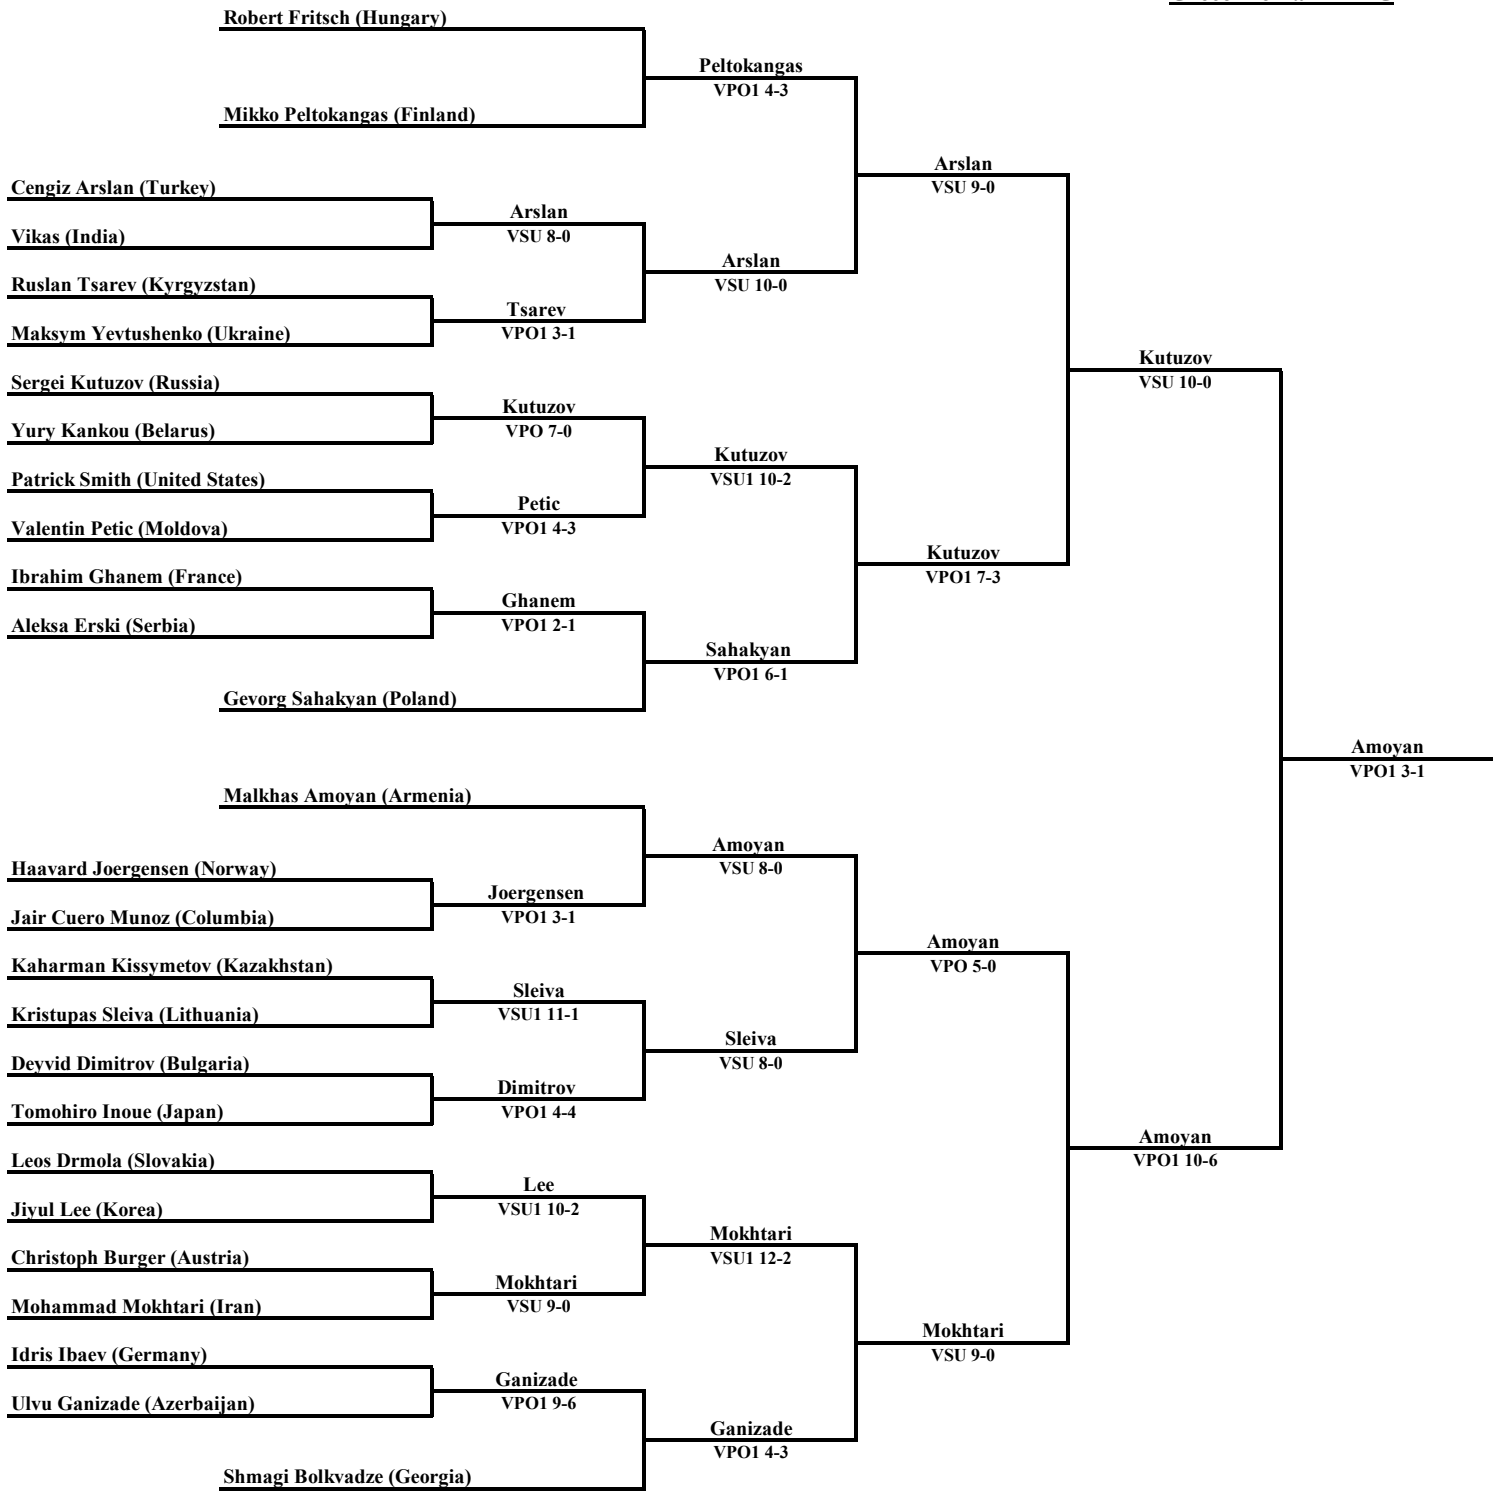 Robert Fritsch (Hungary)
Peltokangas
VPO1 4-3
Mikko Peltokangas (Finland)
Arslan
VSU 9-0
Cengiz Arslan (Turkey)
Arslan
VSU 8-0
Vikas (India)
Arslan
VSU 10-0
Ruslan Tsarev (Kyrgyzstan)
Tsarev
VPO1 3-1
Maksym Yevtushenko (Ukraine)
Kutuzov
VSU 10-0
Sergei Kutuzov (Russia)
Kutuzov
VPO 7-0
Yury Kankou (Belarus)
Kutuzov
VSU1 10-2
Patrick Smith (United States)
Petic
VPO1 4-3
Valentin Petic (Moldova)
Kutuzov
VPO1 7-3
Ibrahim Ghanem (France)
Ghanem
VPO1 2-1
Aleksa Erski (Serbia)
Sahakyan
VPO1 6-1
Gevorg Sahakyan (Poland)
Amoyan
VPO1 3-1
Malkhas Amoyan (Armenia)
Amoyan
VSU 8-0
Haavard Joergensen (Norway)
Joergensen
VPO1 3-1
Jair Cuero Munoz (Columbia)
Amoyan
VPO 5-0
Kaharman Kissymetov (Kazakhstan)
Sleiva
VSU1 11-1
Kristupas Sleiva (Lithuania)
Sleiva
VSU 8-0
Deyvid Dimitrov (Bulgaria)
Dimitrov
VPO1 4-4
Tomohiro Inoue (Japan)
Amoyan
VPO1 10-6
Leos Drmola (Slovakia)
Lee
VSU1 10-2
Jiyul Lee (Korea)
Mokhtari
VSU1 12-2
Christoph Burger (Austria)
Mokhtari
VSU 9-0
Mohammad Mokhtari (Iran)
Mokhtari
VSU 9-0
Idris Ibaev (Germany)
Ganizade
VPO1 9-6
Ulvu Ganizade (Azerbaijan)
Ganizade
VPO1 4-3
Shmagi Bolkvadze (Georgia)